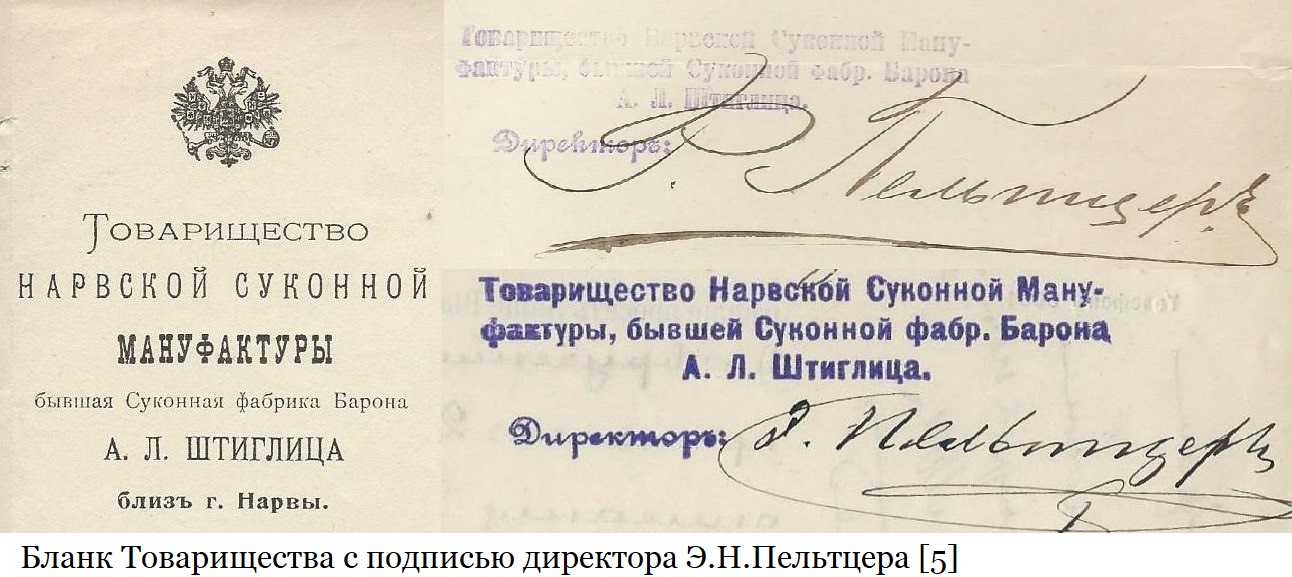 Товарищество
Нарвской Суконной
Мануфактуры
бывшая Суконная фабрика Барона
А. Л. Штиглица
близъ г. Нарвы.
Товарищество Нарвской Суконной Ману-
фактуры, бывшей Суконной фабр. Барона
А. Л. Штиглица.
Директоръ:
Пельтцеръ
Товарищество Нарвской Суконной Ману-
фактуры, бывшей Суконной фабр. Барона
А. Л. Штиглица.
Директоръ:
Пельтцеръ
Бланк Товарищества с подписью директора Э.Н.Пельтцера [5]